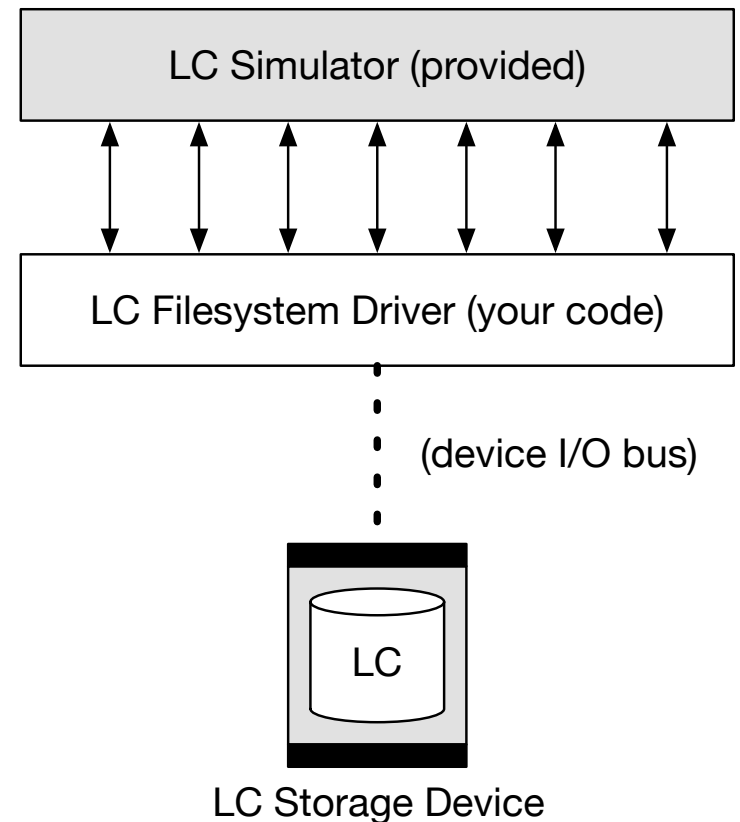 LC Simulator (provided)
LC Filesystem Driver (your code)
(device I/O bus)
LC
LC Storage Device